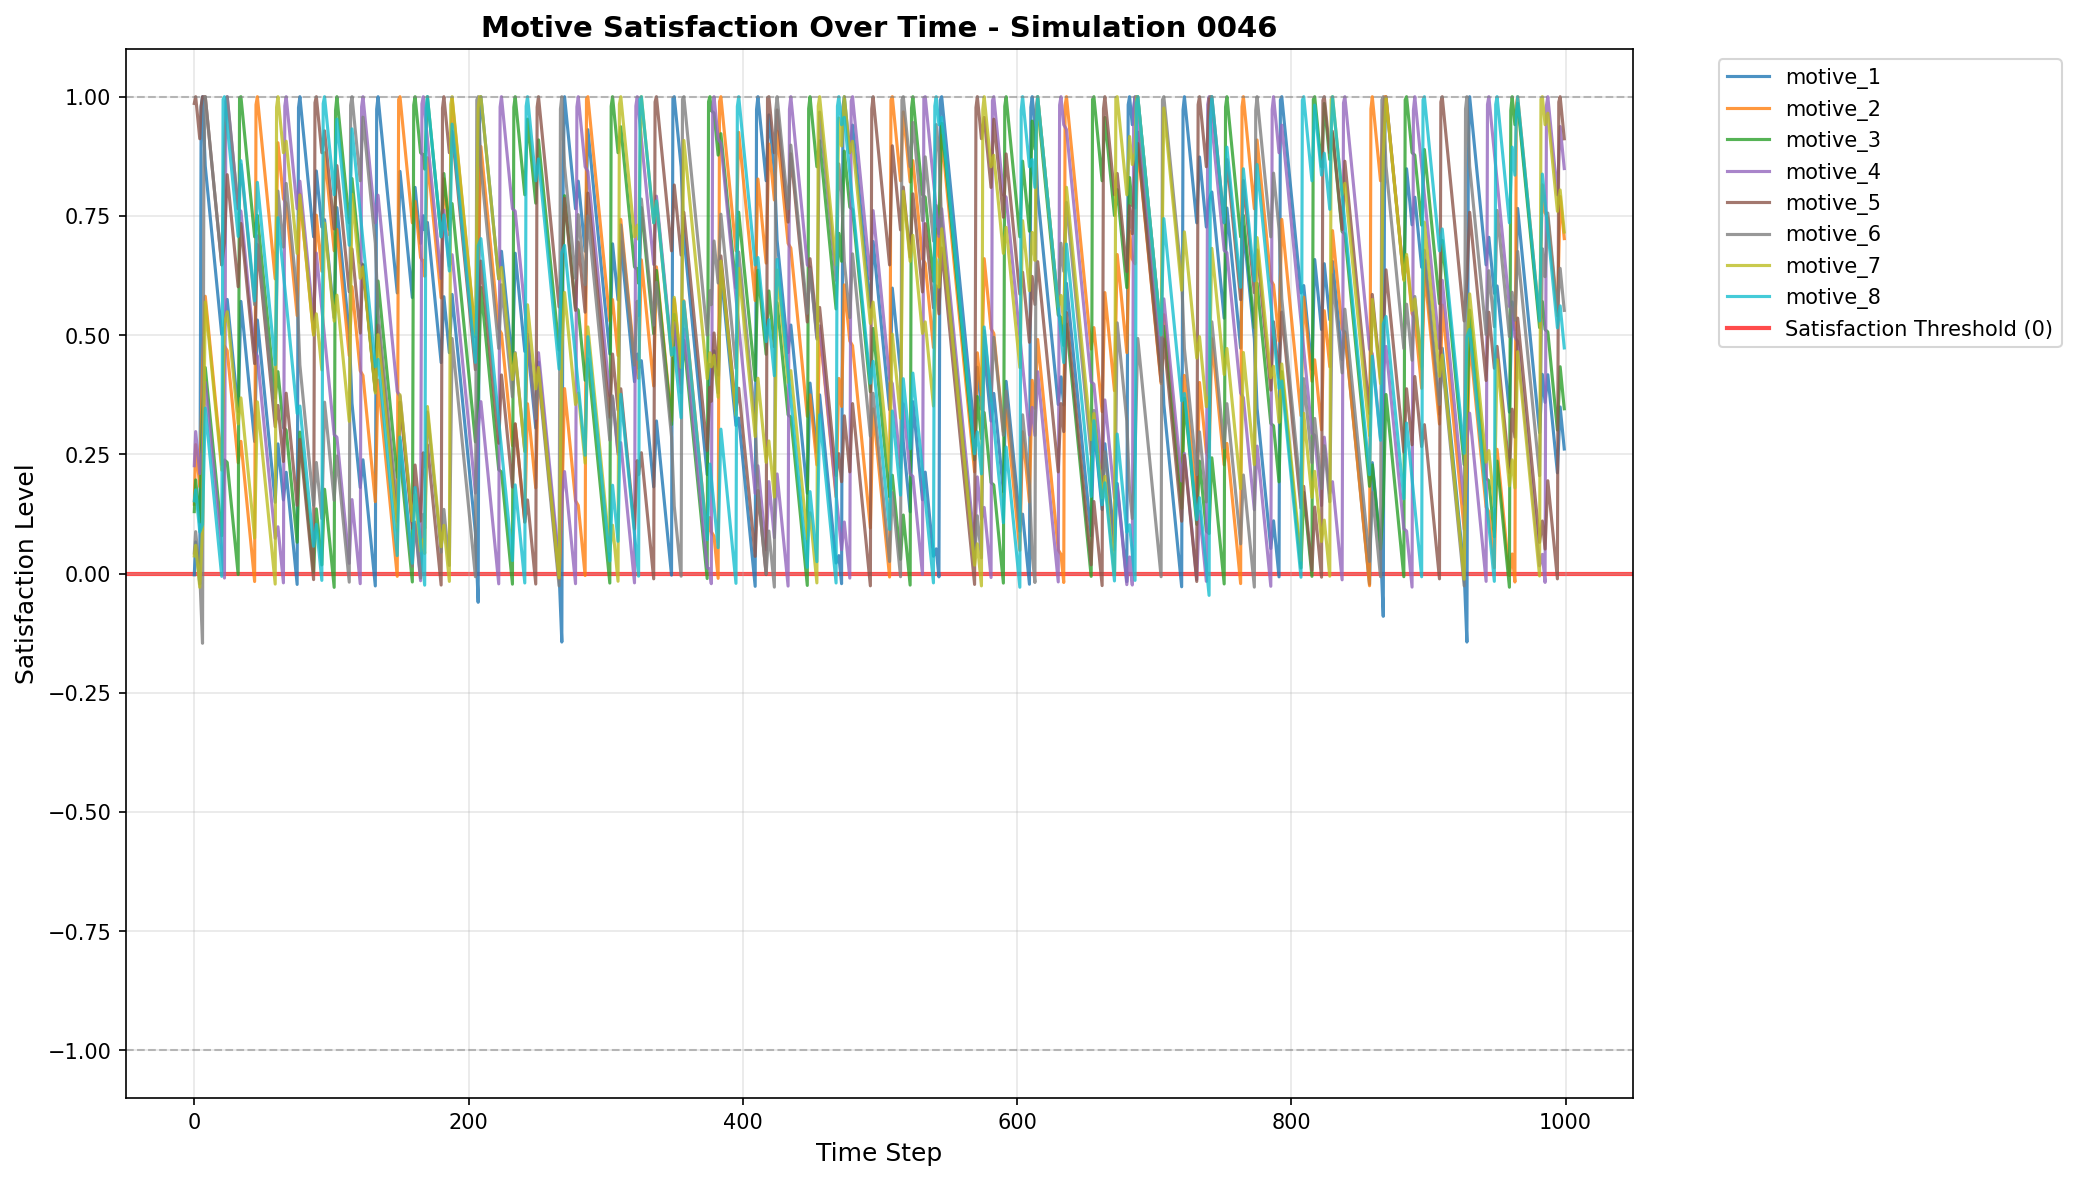 Motive Satisfaction Over Time - Simulation 0046
1.00
0.75
0.50
0.25
0.00
−0.25
−0.50
−0.75
−1.00
Satisfaction Level
0
200
400
600
800
1000
Time Step
motive_1
motive_2
motive_3
motive_4
motive_5
motive_6
motive_7
motive_8
Satisfaction Threshold (0)